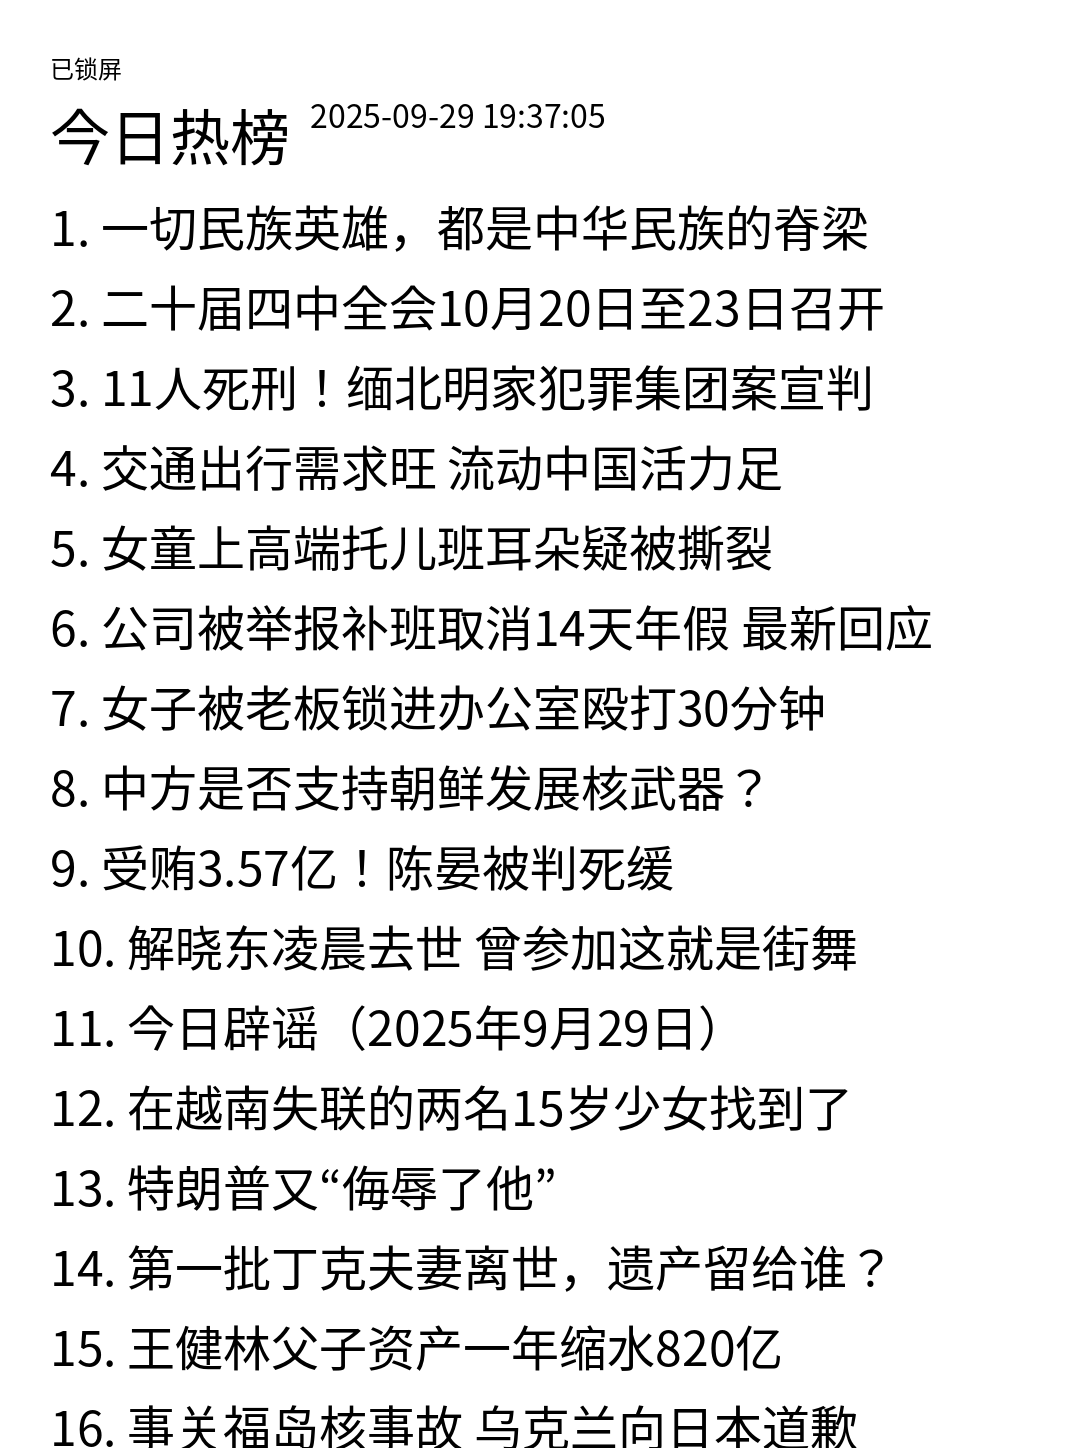 已锁屏
今日热榜 2025-09-29 19:37:05
1. 一切民族英雄，都是中华民族的脊梁
2. 二十届四中全会10月20日至23日召开
3. 11人死刑！缅北明家犯罪集团案宣判
4. 交通出行需求旺 流动中国活力足
5. 女童上高端托儿班耳朵疑被撕裂
6. 公司被举报补班取消14天年假 最新回应
7. 女子被老板锁进办公室殴打30分钟
8. 中方是否支持朝鲜发展核武器？
9. 受贿3.57亿！陈晏被判死缓
10. 解晓东凌晨去世 曾参加这就是街舞
11. 今日辟谣（2025年9月29日）
12. 在越南失联的两名15岁少女找到了
13. 特朗普又“侮辱了他”
14. 第一批丁克夫妻离世，遗产留给谁？
15. 王健林父子资产一年缩水820亿
16. 事关福岛核事故 乌克兰向日本道歉